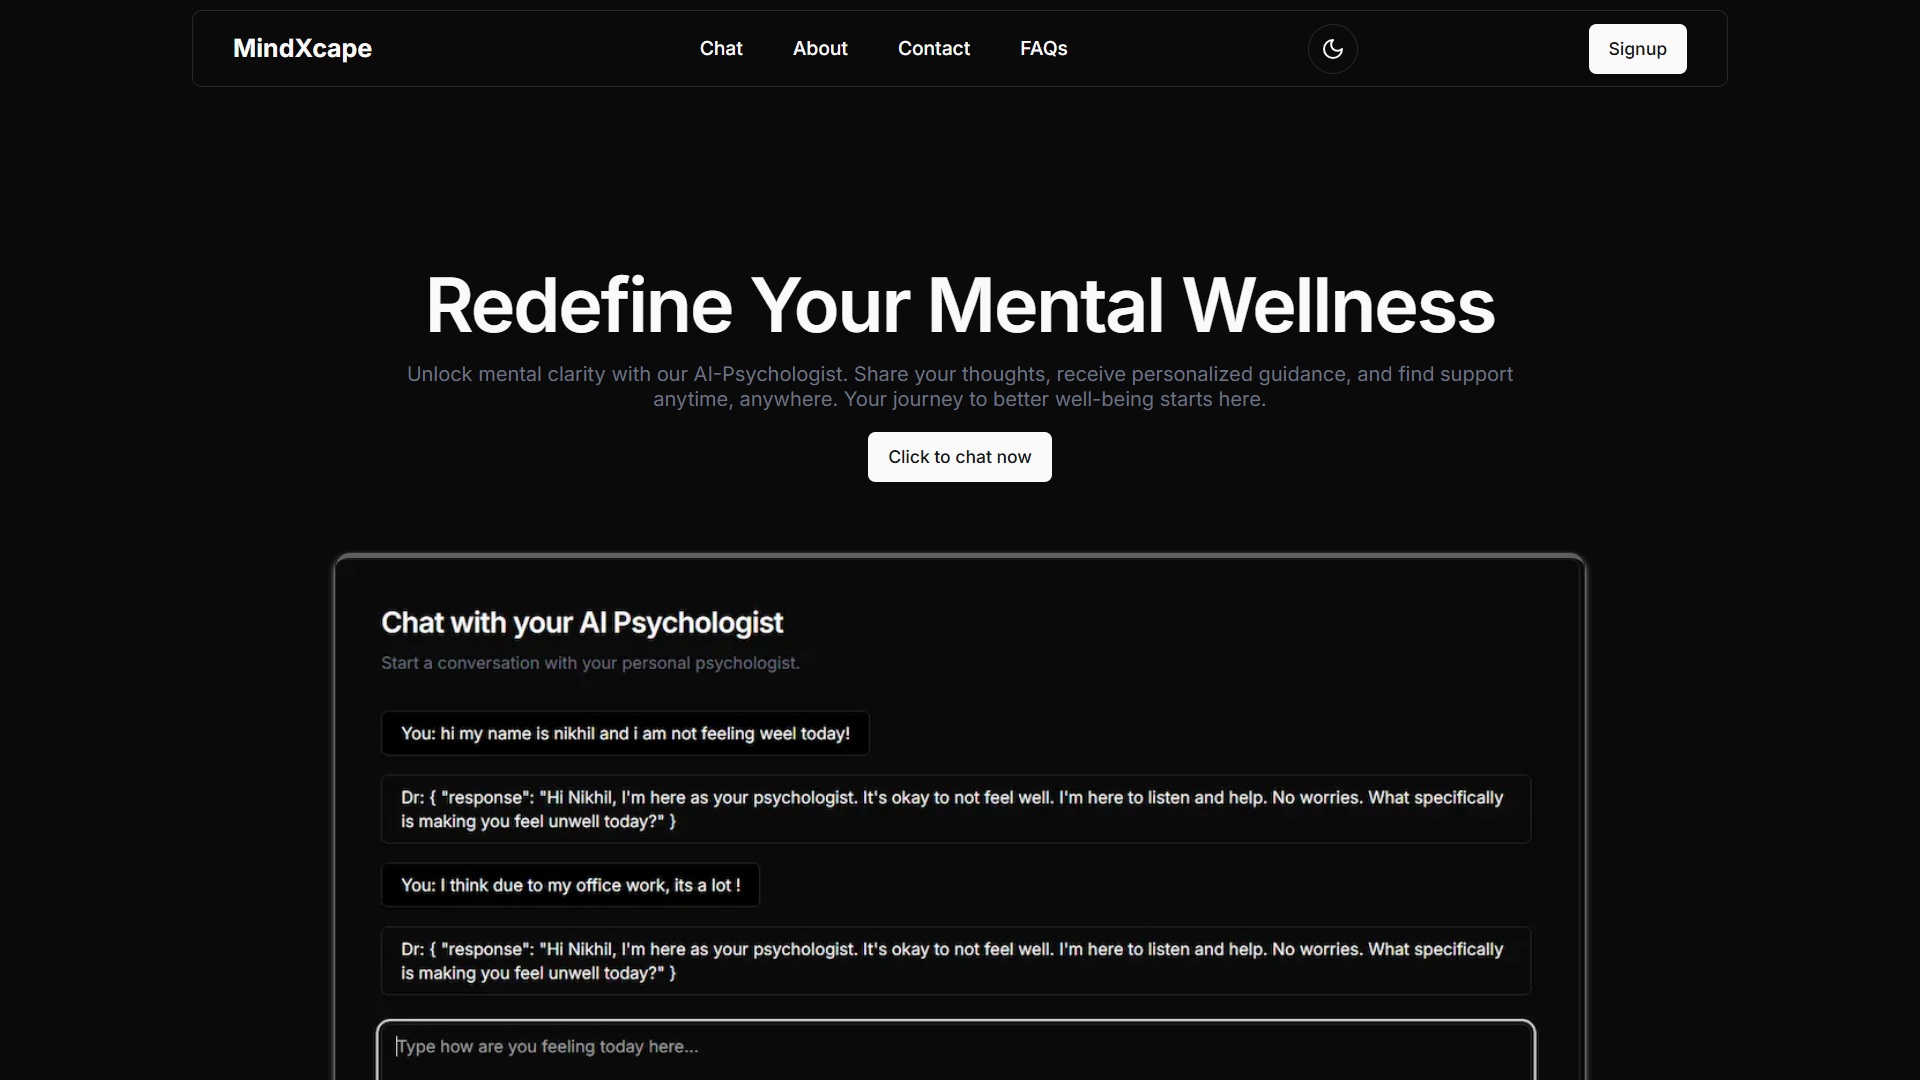 MindXcape
Chat
About
Contact
FAQs
Signup
Redefine Your Mental Wellness
Unlock mental clarity with our AI-Psychologist. Share your thoughts, receive personalized guidance, and find support
anytime, anywhere. Your journey to better well-being starts here.
Click to chat now
Chat with your AI Psychologist
Start a conversation with your personal psychologist.
You: hi my name is nikhil and i am not feeling weel today!
Dr: { "response": "Hi Nikhil, I'm here as your psychologist. It's okay to not feel well. I'm here to listen and help. No worries. What specifically
is making you feel unwell today?" }
You: I think due to my office work, its a lot !
Dr: { "response": "Hi Nikhil, I'm here as your psychologist. It's okay to not feel well. I'm here to listen and help. No worries. What specifically
is making you feel unwell today?" }
Type how are you feeling today here...